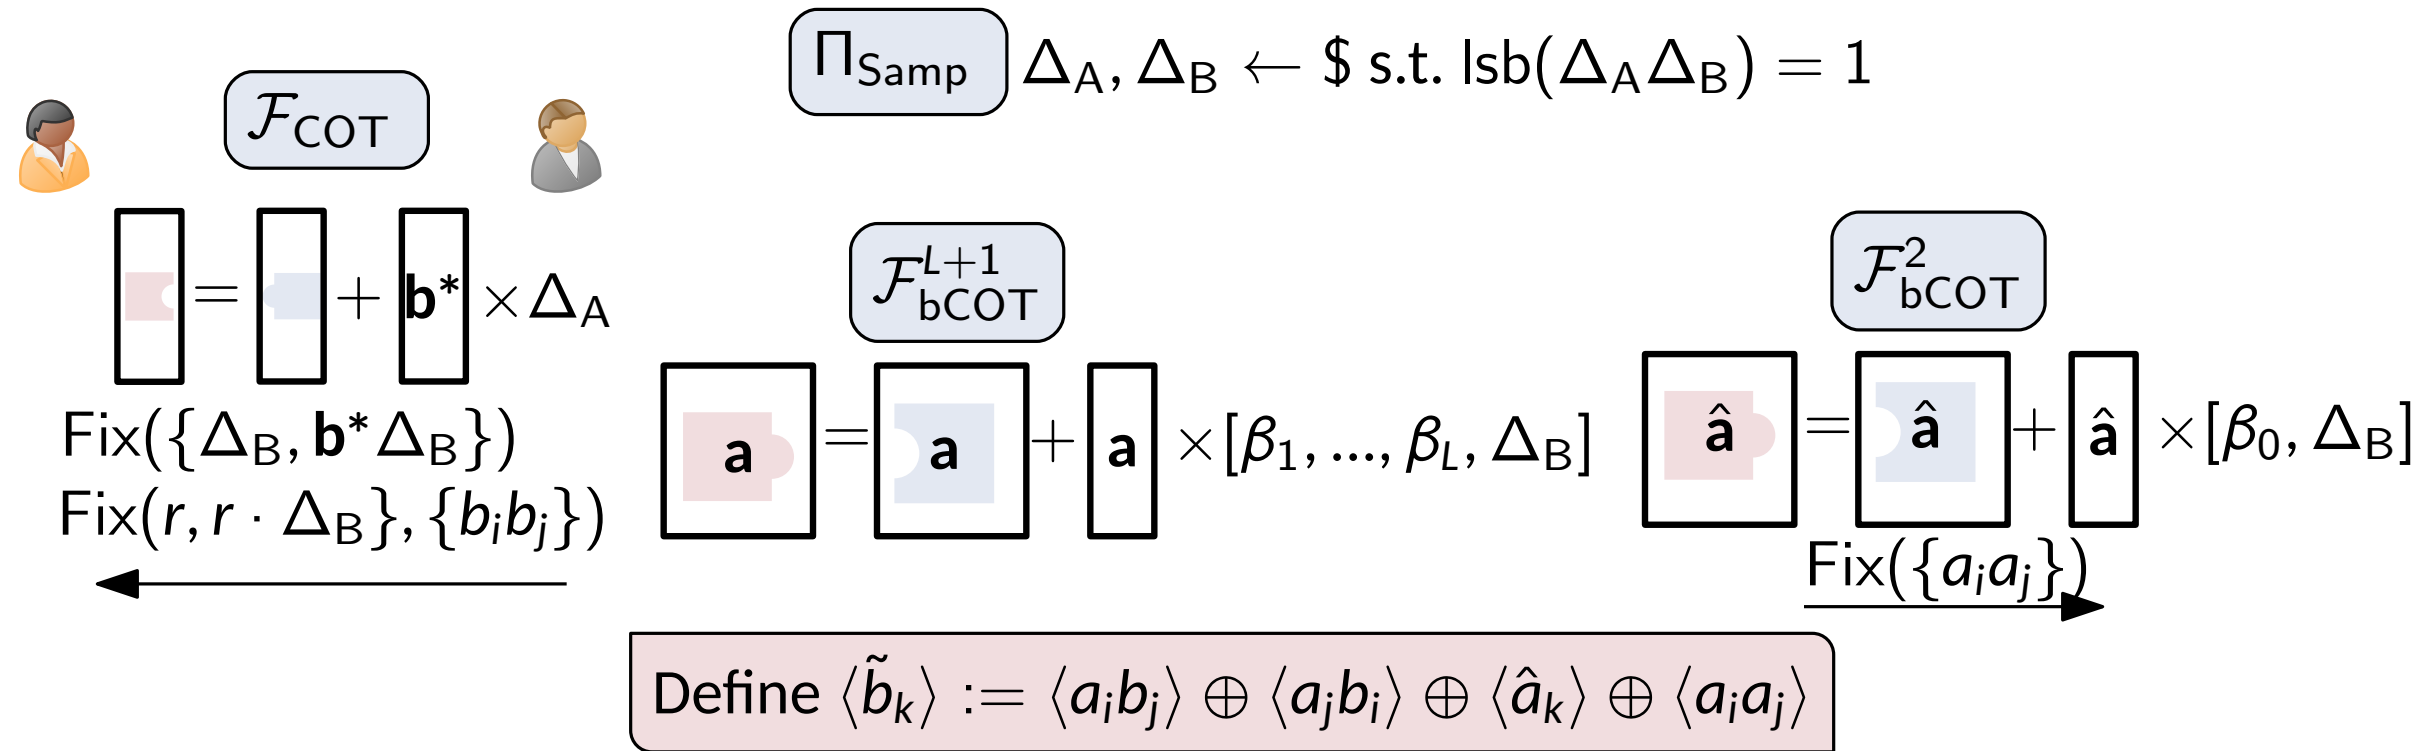 Π_Samp Δ_A, Δ_B ← $ s.t. lsb(Δ_AΔ_B) = 1
F_COT
= + b* ×Δ_A
Fix({Δ_B, b*Δ_B})
Fix(r, r · Δ_B}, {b_ib_j})
F^{L+1}_bCOT
a = a + a ×[β_1, ..., β_L, Δ_B]
F^2_bCOT
â = â + â ×[β_0, Δ_B]
Fix({a_ia_j})
Define ⟨b̃_k⟩ := ⟨a_ib_j⟩ ⊕ ⟨a_jb_i⟩ ⊕ ⟨â_k⟩ ⊕ ⟨a_ia_j⟩